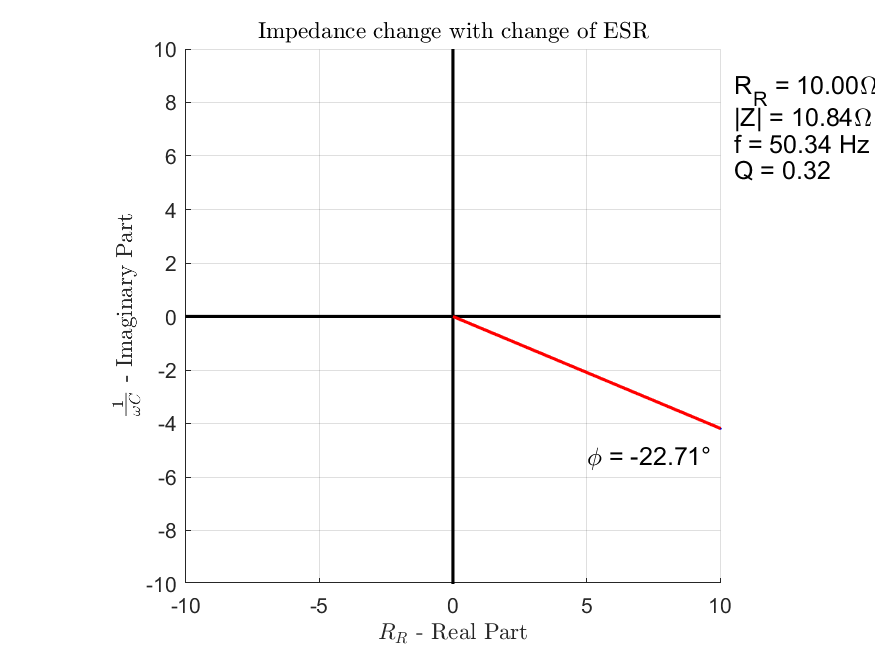 Impedance change with change of ESR
10
8
6
4
2
0
-2
-4
-6
-8
-10
-10
-5
0
5
10
1/ωC - Imaginary Part
R_R - Real Part
R_R = 10.00Ω
|Z| = 10.84Ω
f = 50.34 Hz
Q = 0.32
ϕ = -22.71°